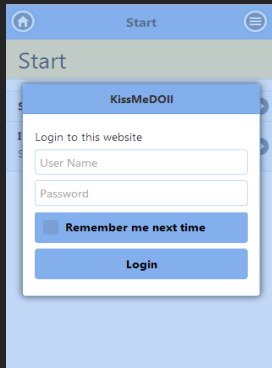 Start
Start
KissMeDOll
S
Login to this website
I
S
User Name
Password
Remember me next time
Login